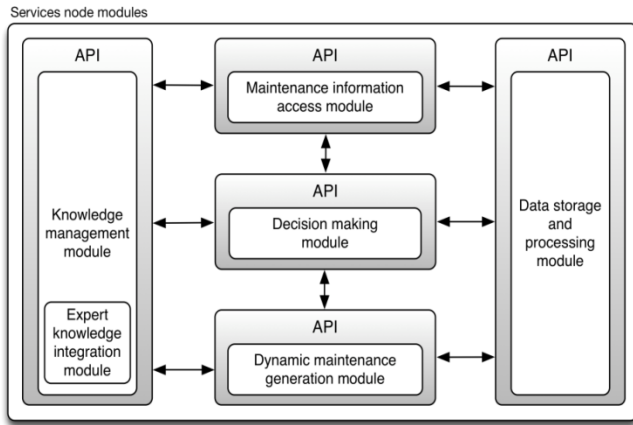 Services node modules
API
Knowledge
management
module
Expert
knowledge
integration
module
API
Maintenance information
access module
API
Decision making
module
API
Dynamic maintenance
generation module
API
Data storage
and
processing
module